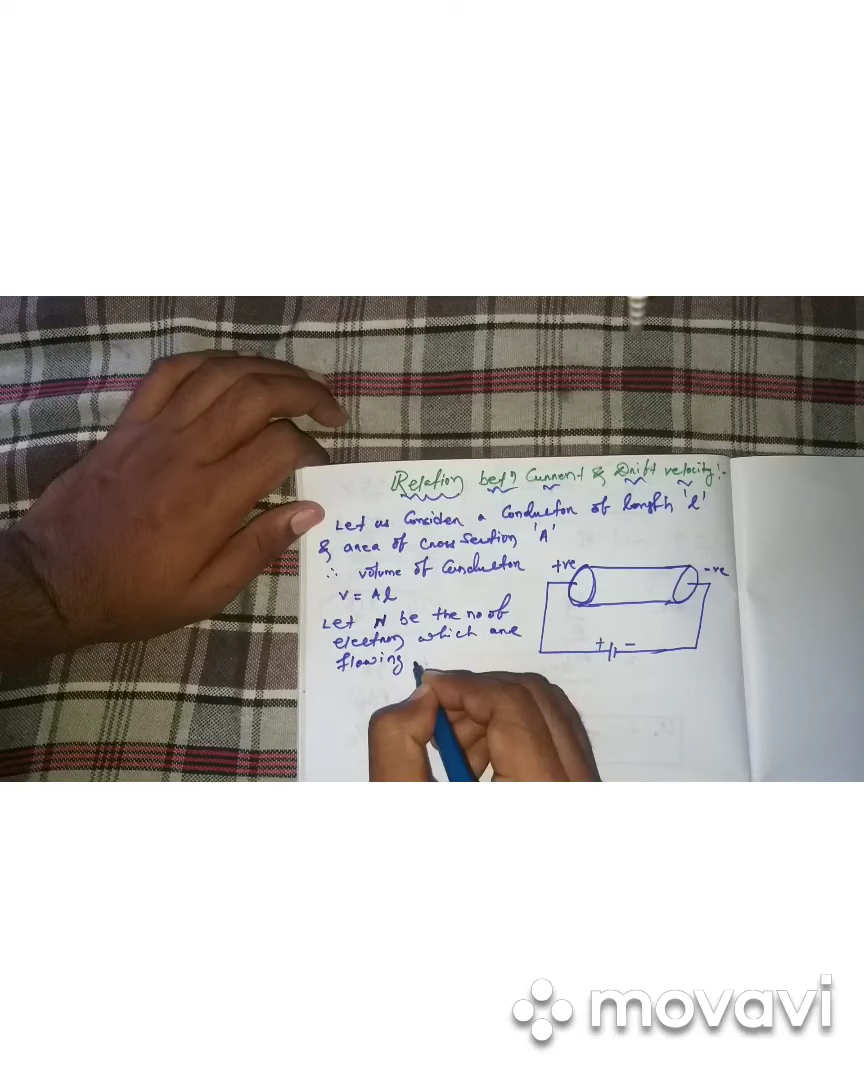 Relation betn Current & Drift velocity:-
Let us Consider a Conductor of length 'l'
& area of cross section 'A'
∴ volume of Conductor
V = Al
Let N be the no of
electrons which are
flowing
+ve
-ve
+ -
movavi